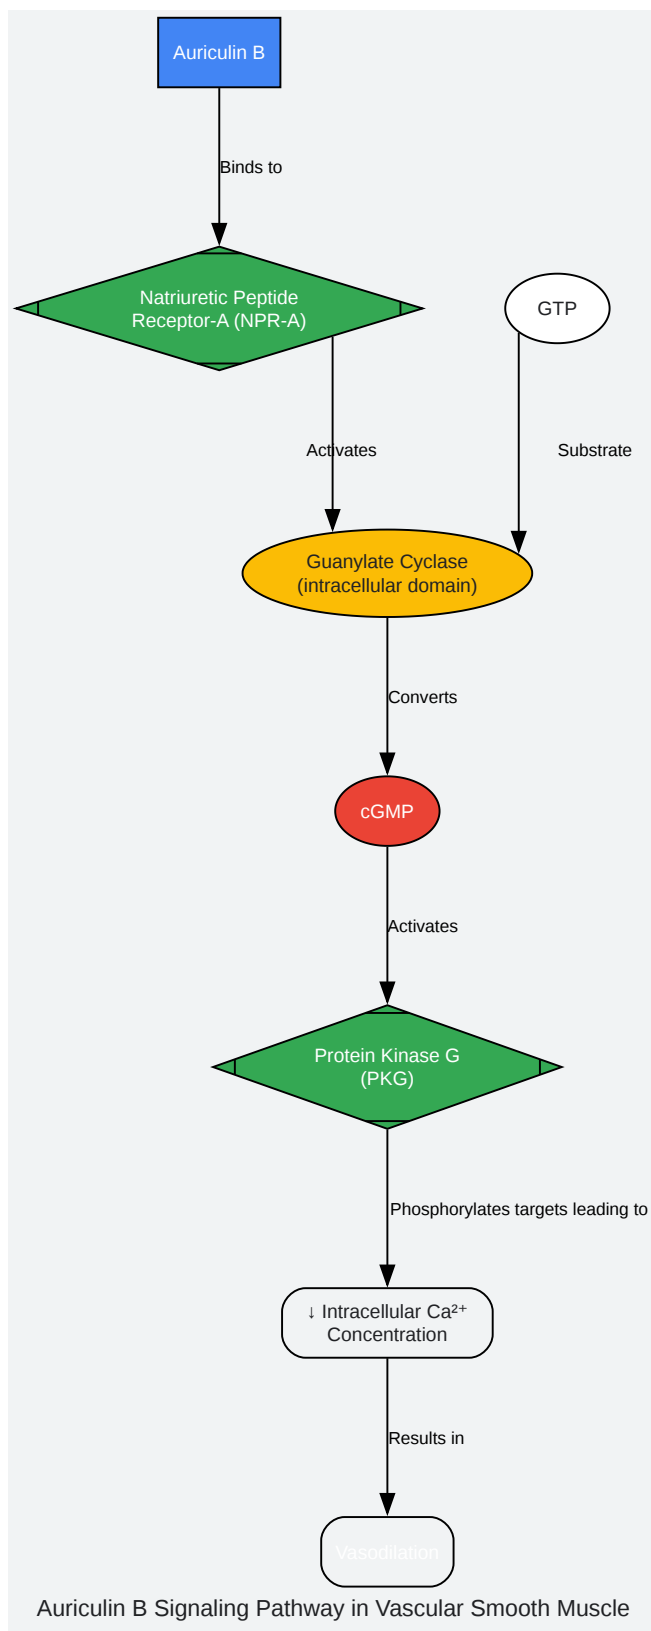 Auriculin B
Binds to
Natriuretic Peptide
Receptor-A (NPR-A)
GTP
Activates
Substrate
Guanylate Cyclase
(intracellular domain)
Converts
cGMP
Activates
Protein Kinase G
(PKG)
Phosphorylates targets leading to
↓ Intracellular Ca²⁺
Concentration
Results in
Vasodilation
Auriculin B Signaling Pathway in Vascular Smooth Muscle